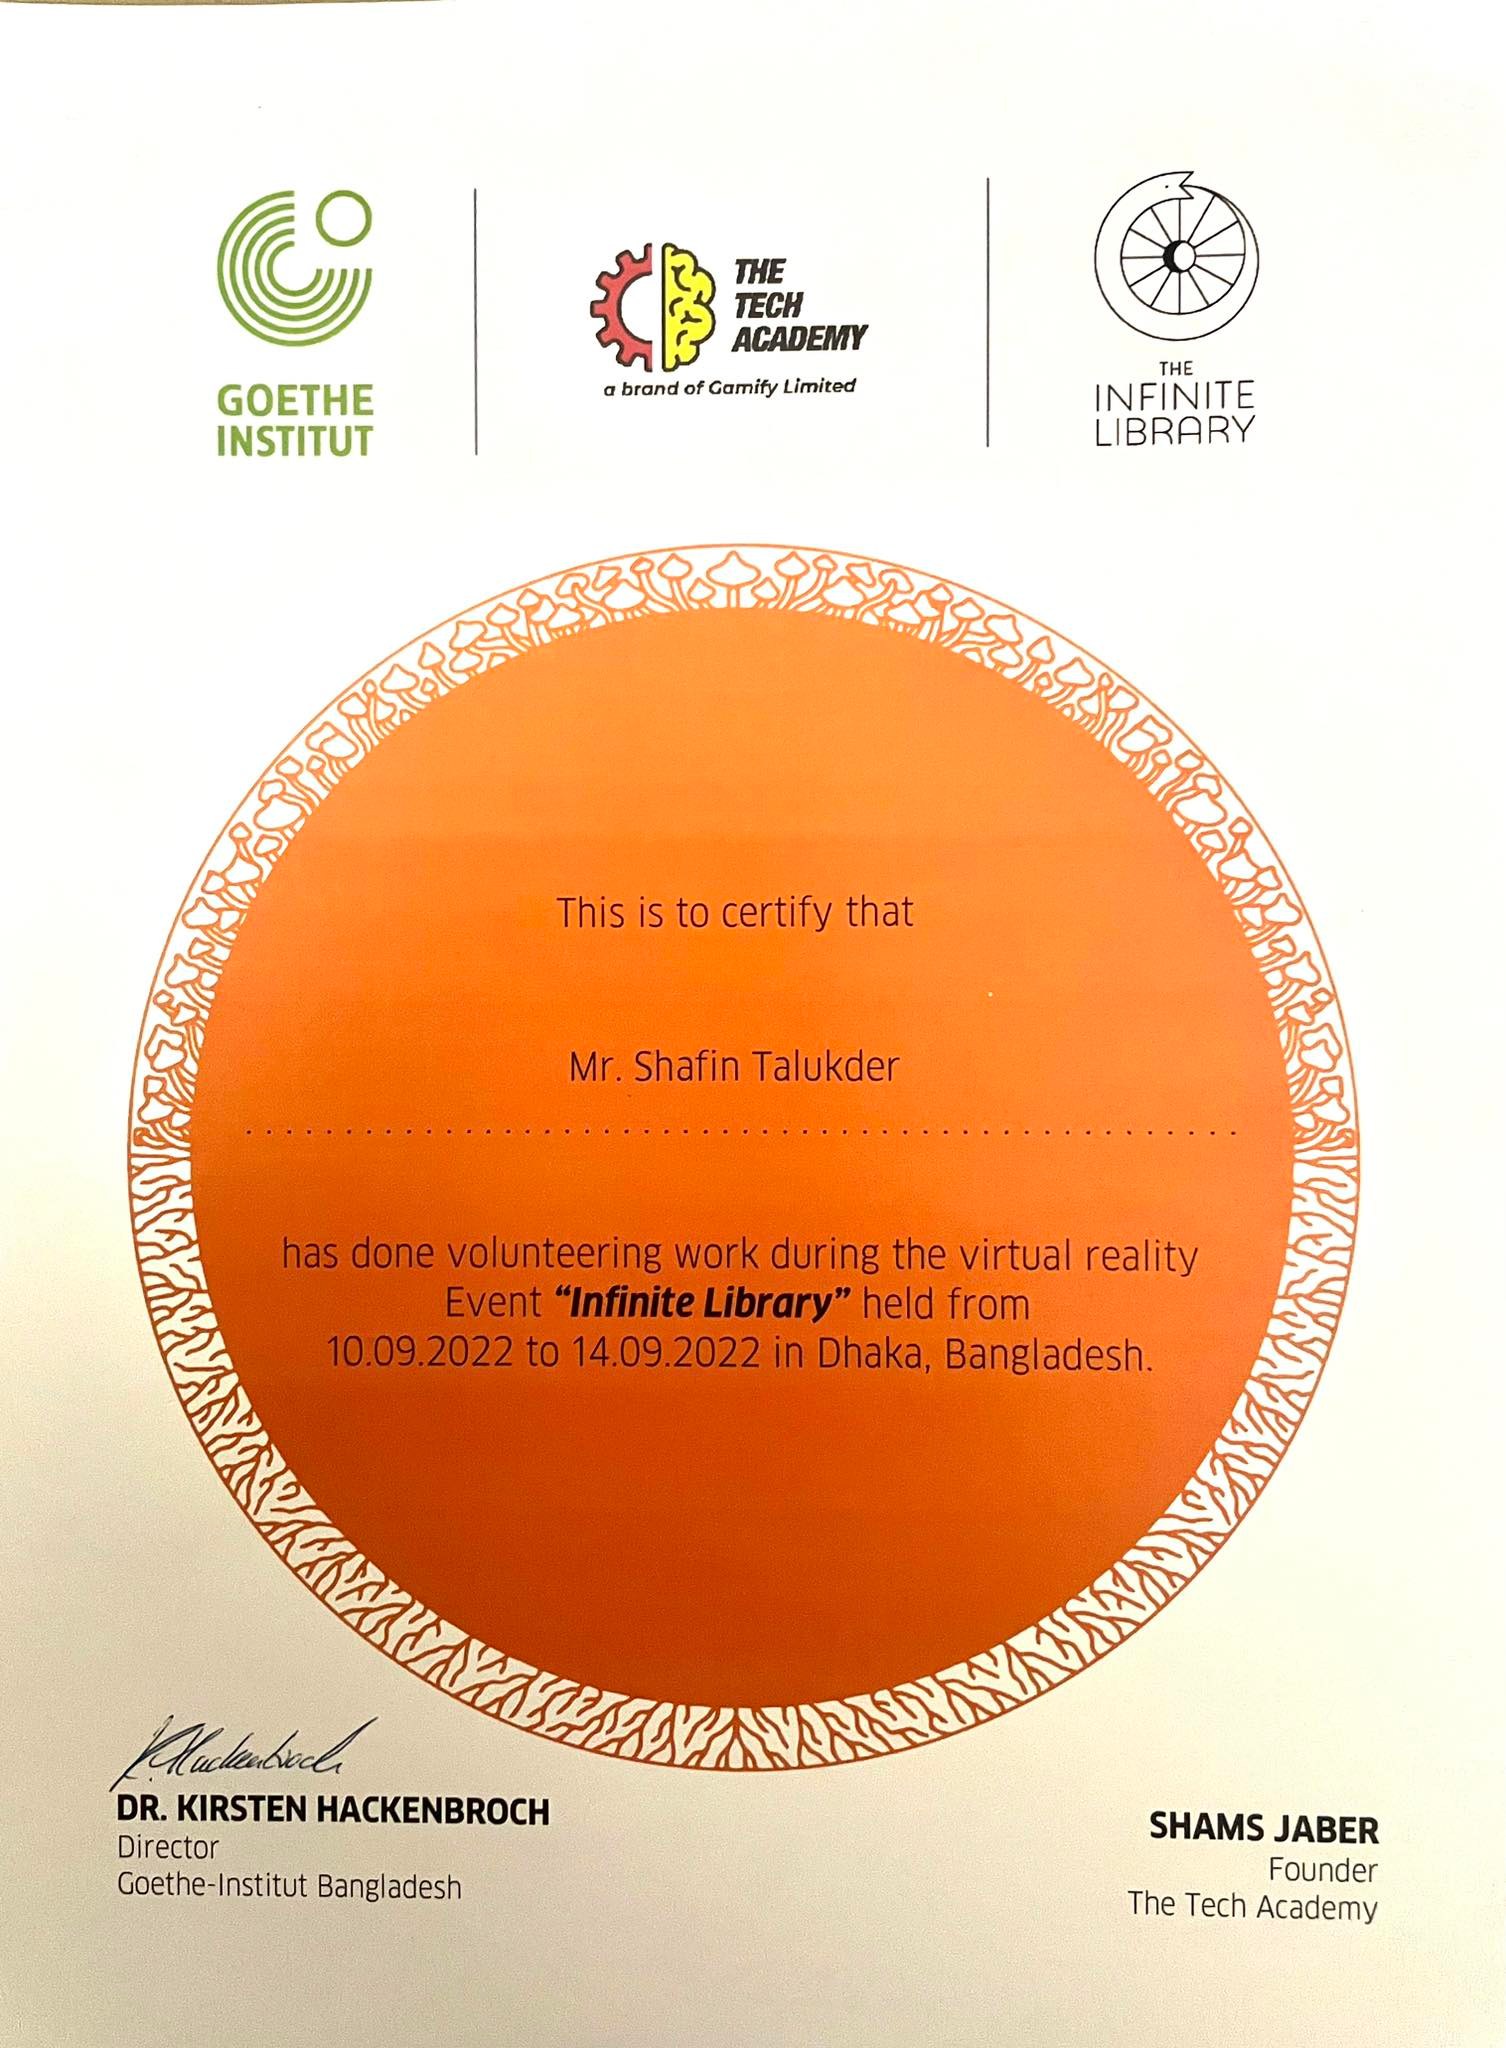 GOETHE
INSTITUT
THE
TECH
ACADEMY
a brand of Gamify Limited
THE
INFINITE
LIBRARY
This is to certify that
Mr. Shafin Talukder
has done volunteering work during the virtual reality
Event “Infinite Library” held from
10.09.2022 to 14.09.2022 in Dhaka, Bangladesh.
K. Hackenbroch
DR. KIRSTEN HACKENBROCH
Director
Goethe-Institut Bangladesh
SHAMS JABER
Founder
The Tech Academy